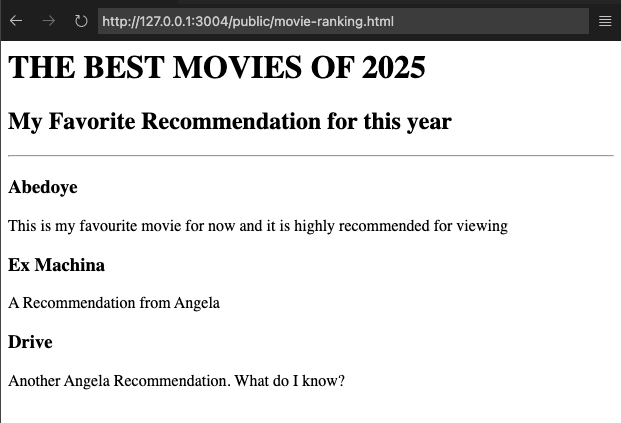 http://127.0.0.1:3004/public/movie-ranking.html
THE BEST MOVIES OF 2025
My Favorite Recommendation for this year
Abedoye
This is my favourite movie for now and it is highly recommended for viewing
Ex Machina
A Recommendation from Angela
Drive
Another Angela Recommendation. What do I know?